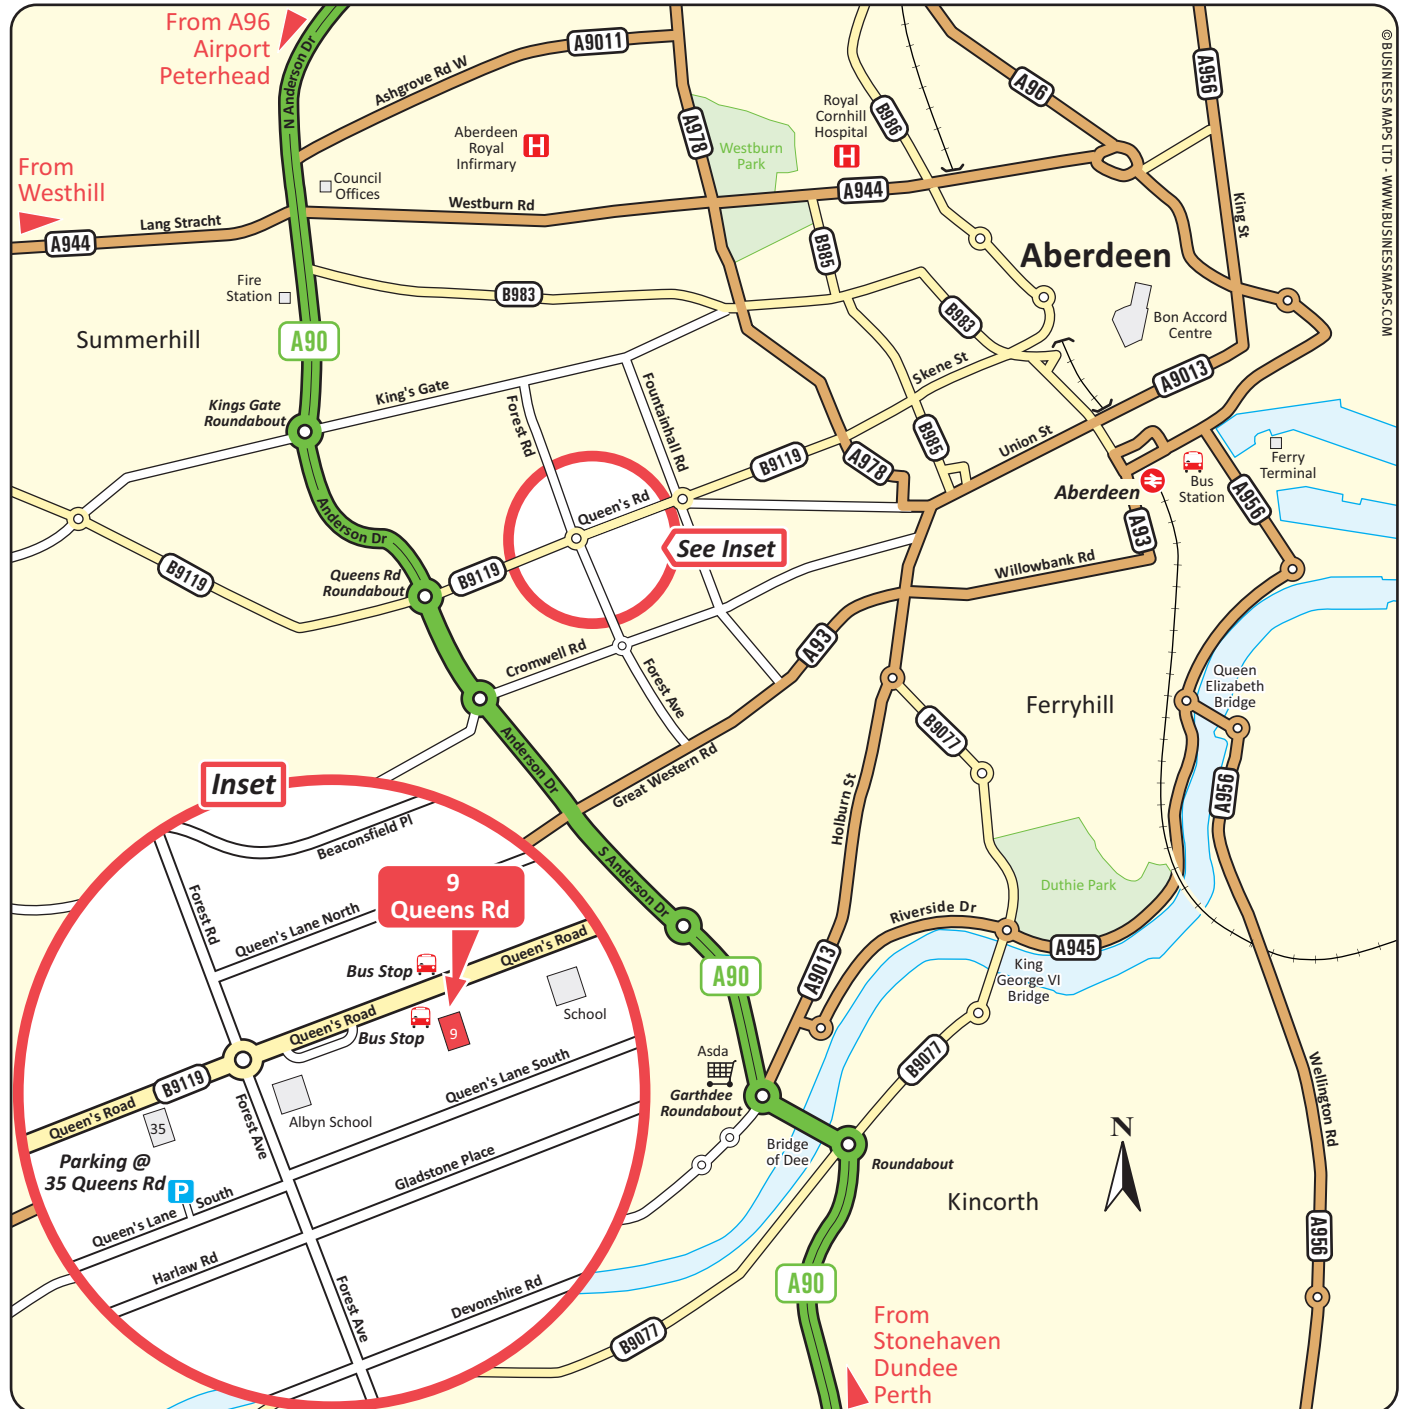 From A96
Airport
Peterhead
N Anderson Dr
Ashgrove Rd W
A9011
A978
Aberdeen
Royal
Infirmary
H
Westburn
Park
Royal
Cornhill
Hospital
H
B986
A96
A956
© BUSINESS MAPS LTD - WWW.BUSINESSMAPS.COM
From
Westhill
A944
Lang Stracht
Council
Offices
Westburn Rd
A944
B985
King St
Aberdeen
Fire
Station
B983
B983
Bon Accord
Centre
Summerhill
A90
Kings Gate
Roundabout
King's Gate
Forest Rd
Fountainhall Rd
Skene St
A9013
B985
Union St
B9119
A978
Aberdeen
Bus
Station
Ferry
Terminal
A956
A93
Anderson Dr
Queen's Rd
See Inset
B9119
Queens Rd
Roundabout
B9119
Willowbank Rd
Cromwell Rd
Forest Ave
A93
Ferryhill
Queen
Elizabeth
Bridge
B9077
Anderson Dr
Great Western Rd
Holburn St
A956
S Anderson Dr
Duthie Park
Riverside Dr
A945
King
George VI
Bridge
A90
A9013
Asda
Garthdee
Roundabout
B9077
Bridge
of Dee
Roundabout
Kincorth
N
Wellington Rd
A956
A90
B9077
From
Stonehaven
Dundee
Perth
Inset
Beaconsfield Pl
Forest Rd
Queen's Lane North
9
Queens Rd
Queen's Road
Bus Stop
School
Queen's Road
Bus Stop
9
B9119
Queen's Road
35
Albyn School
Queen's Lane South
Forest Ave
Parking @
35 Queens Rd
P
Queen's Lane South
Gladstone Place
Harlaw Rd
Forest Ave
Devonshire Rd